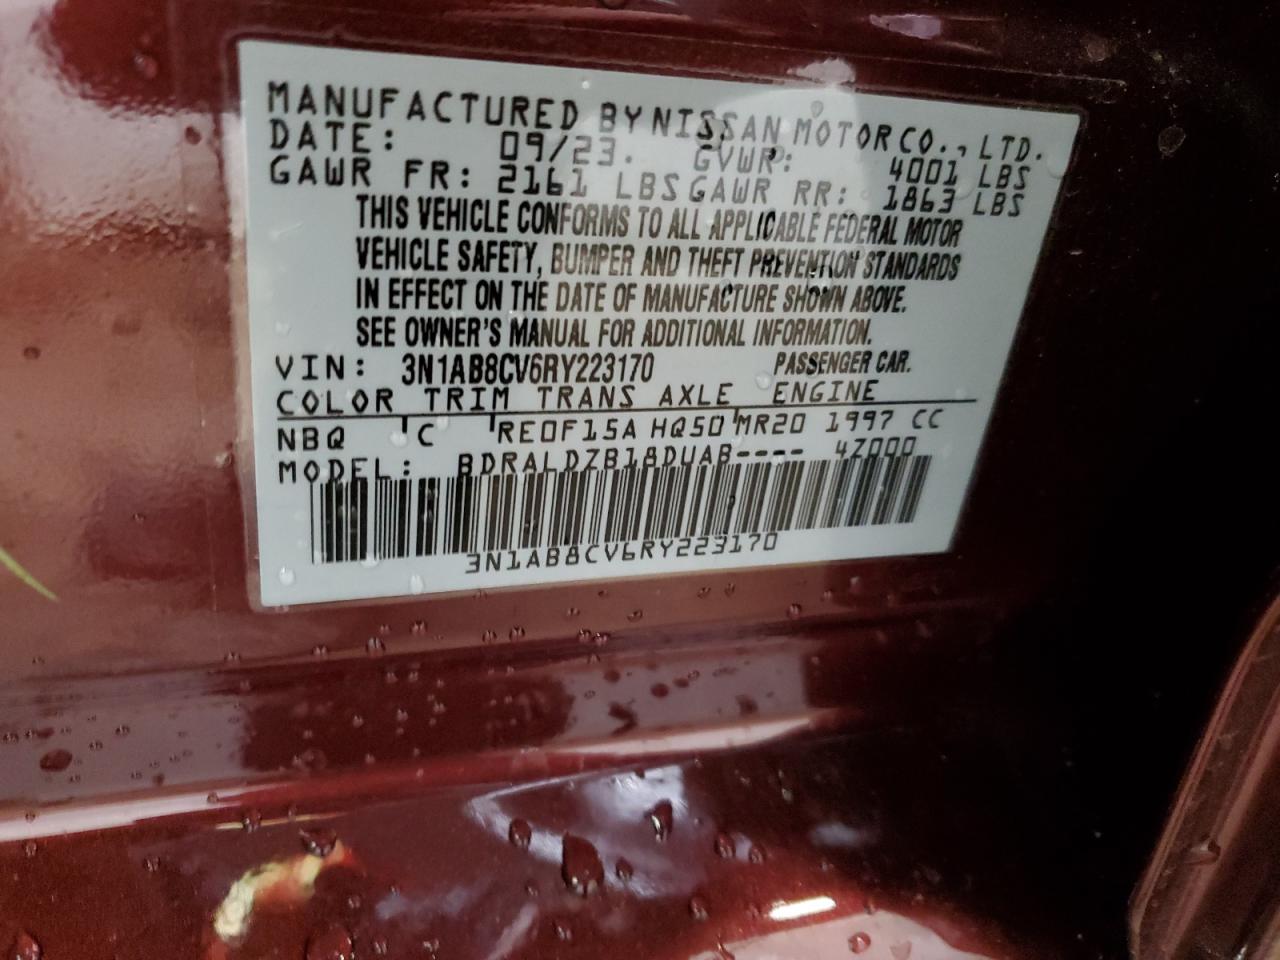 MANUFACTURED BY NISSAN MOTOR CO., LTD.
DATE: 09/23. GVWR: 4001 LBS
GAWR FR: 2161 LBS GAWR RR: 1863 LBS
THIS VEHICLE CONFORMS TO ALL APPLICABLE FEDERAL MOTOR
VEHICLE SAFETY, BUMPER AND THEFT PREVENTION STANDARDS
IN EFFECT ON THE DATE OF MANUFACTURE SHOWN ABOVE.
SEE OWNER'S MANUAL FOR ADDITIONAL INFORMATION.
VIN: 3N1AB8CV6RY223170 PASSENGER CAR.
COLOR TRIM TRANS AXLE ENGINE
NBQ 'C 'RE0F15A HQ50'MR20 1997 CC
MODEL: BDRALDZB18DUAB---- 4Z000
3N1AB8CV6RY223170